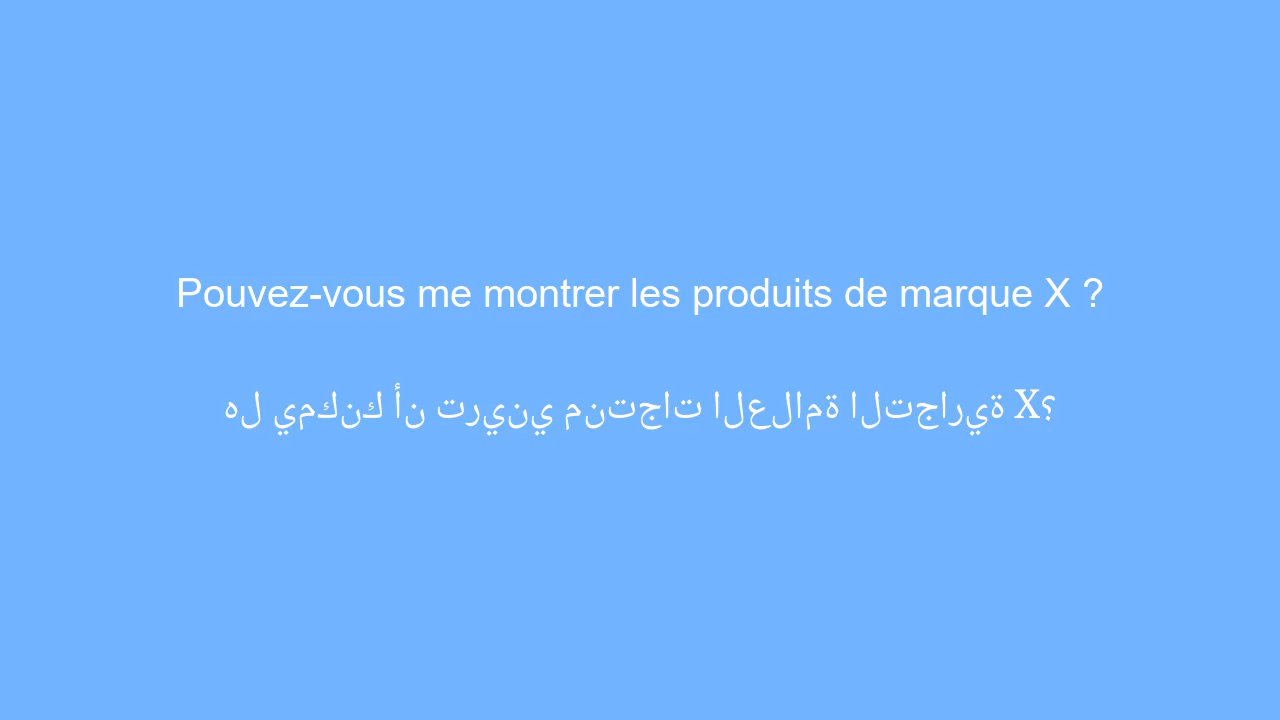 Pouvez-vous me montrer les produits de marque X ?
هل يمكنك أن تريني منتجات العلامة التجارية X؟